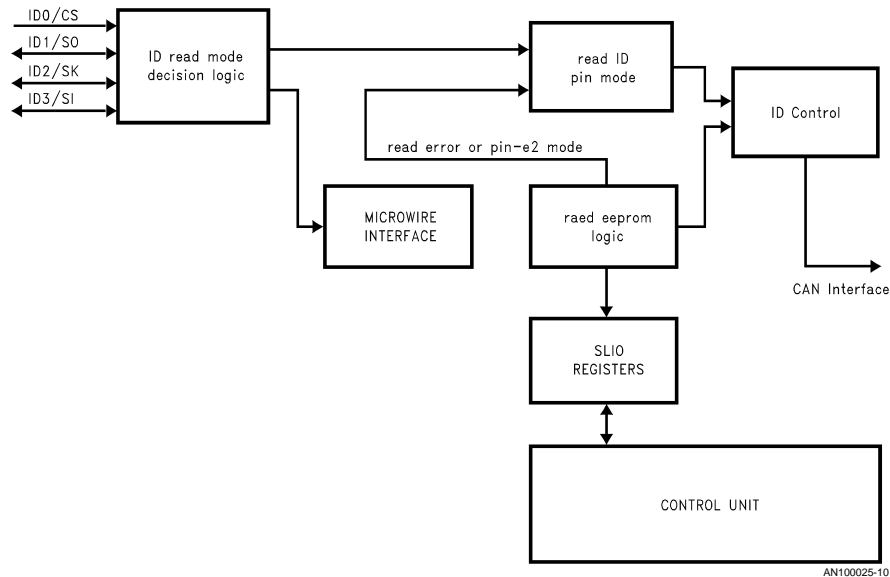 ID0/CS
ID1/SO
ID2/SK
ID3/SI
ID read mode
decision logic
read ID
pin mode
ID Control
read error or pin-e2 mode
MICROWIRE
INTERFACE
raed eeprom
logic
CAN Interface
SLIO
REGISTERS
CONTROL UNIT
AN100025-10